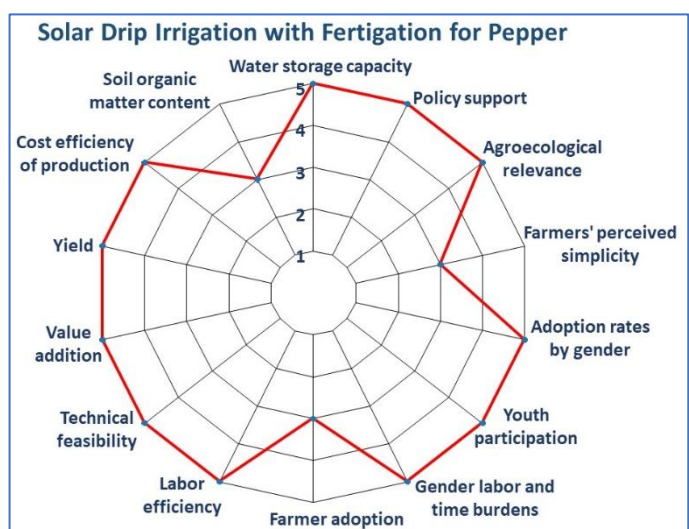 Solar Drip Irrigation with Fertigation for Pepper
Water storage capacity
Policy support
Agroecological
relevance
Farmers' perceived
simplicity
Adoption rates
by gender
Youth
participation
Gender labor and
time burdens
Farmer adoption
Labor
efficiency
Technical
feasibility
Value
addition
Yield
Cost efficiency
of production
Soil organic
matter content
5
4
3
2
1